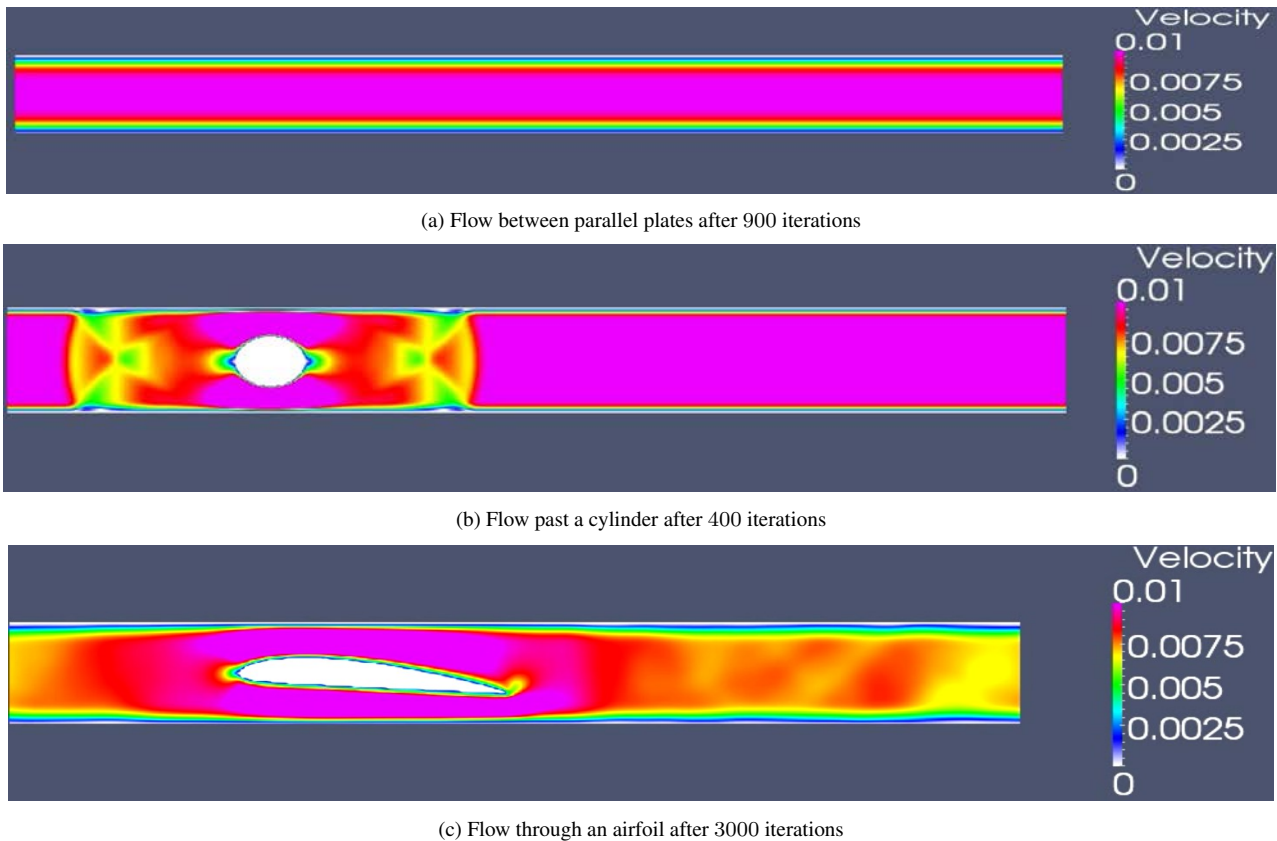 Velocity
0.01
0.0075
0.005
0.0025
0
(a) Flow between parallel plates after 900 iterations
Velocity
0.01
0.0075
0.005
0.0025
0
(b) Flow past a cylinder after 400 iterations
Velocity
0.01
0.0075
0.005
0.0025
0
(c) Flow through an airfoil after 3000 iterations